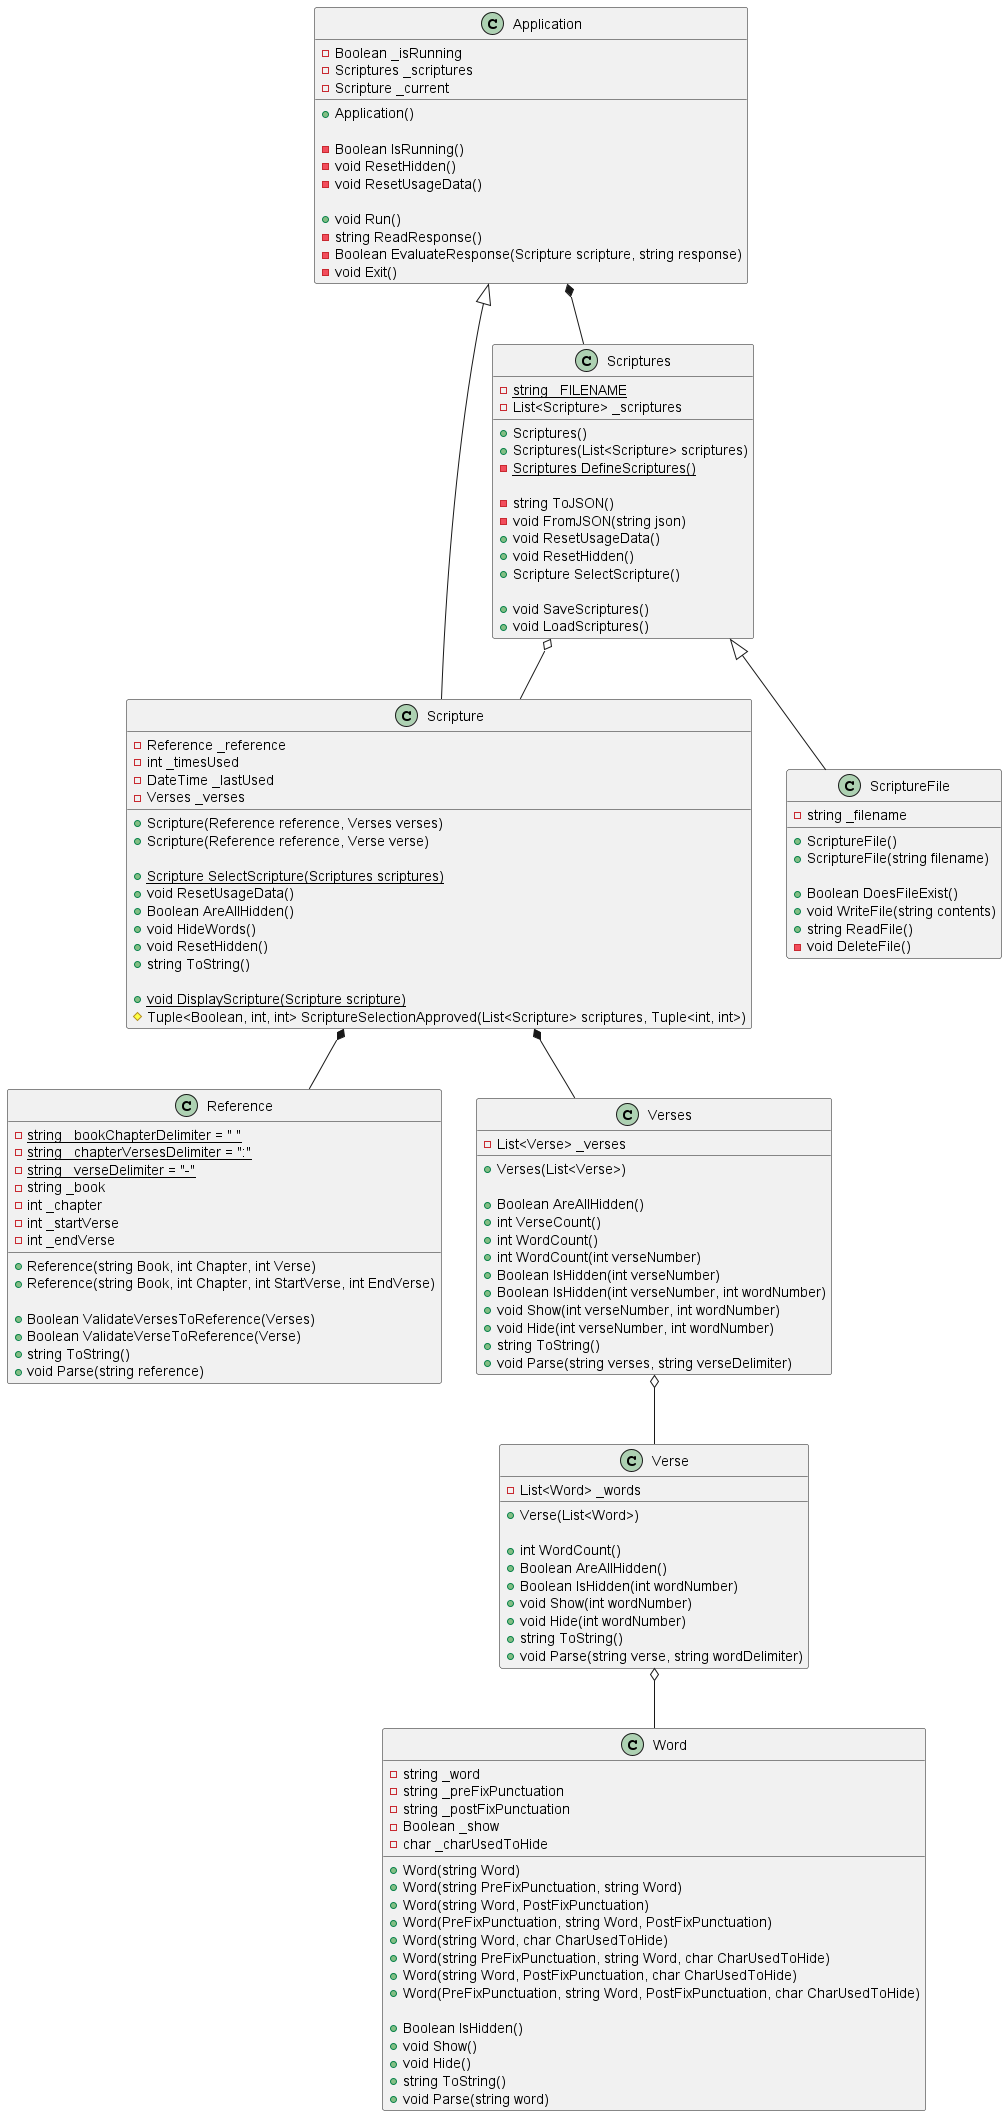 Application
Boolean _isRunning
Scriptures _scriptures
Scripture _current
Application()
Boolean IsRunning()
void ResetHidden()
void ResetUsageData()
void Run()
string ReadResponse()
Boolean EvaluateResponse(Scripture scripture, string response)
void Exit()
Scriptures
string _FILENAME
List<Scripture> _scriptures
Scriptures()
Scriptures(List<Scripture> scriptures)
Scriptures DefineScriptures()
string ToJSON()
void FromJSON(string json)
void ResetUsageData()
void ResetHidden()
Scripture SelectScripture()
void SaveScriptures()
void LoadScriptures()
Scripture
Reference _reference
int _timesUsed
DateTime _lastUsed
Verses _verses
Scripture(Reference reference, Verses verses)
Scripture(Reference reference, Verse verse)
Scripture SelectScripture(Scriptures scriptures)
void ResetUsageData()
Boolean AreAllHidden()
void HideWords()
void ResetHidden()
string ToString()
void DisplayScripture(Scripture scripture)
Tuple<Boolean, int, int> ScriptureSelectionApproved(List<Scripture> scriptures, Tuple<int, int>)
ScriptureFile
string _filename
ScriptureFile()
ScriptureFile(string filename)
Boolean DoesFileExist()
void WriteFile(string contents)
string ReadFile()
void DeleteFile()
Reference
string _bookChapterDelimiter = " "
string _chapterVersesDelimiter = ":"
string _verseDelimiter = "-"
string _book
int _chapter
int _startVerse
int _endVerse
Reference(string Book, int Chapter, int Verse)
Reference(string Book, int Chapter, int StartVerse, int EndVerse)
Boolean ValidateVersesToReference(Verses)
Boolean ValidateVerseToReference(Verse)
string ToString()
void Parse(string reference)
Verses
List<Verse> _verses
Verses(List<Verse>)
Boolean AreAllHidden()
int VerseCount()
int WordCount()
int WordCount(int verseNumber)
Boolean IsHidden(int verseNumber)
Boolean IsHidden(int verseNumber, int wordNumber)
void Show(int verseNumber, int wordNumber)
void Hide(int verseNumber, int wordNumber)
string ToString()
void Parse(string verses, string verseDelimiter)
Verse
List<Word> _words
Verse(List<Word>)
int WordCount()
Boolean AreAllHidden()
Boolean IsHidden(int wordNumber)
void Show(int wordNumber)
void Hide(int wordNumber)
string ToString()
void Parse(string verse, string wordDelimiter)
Word
string _word
string _preFixPunctuation
string _postFixPunctuation
Boolean _show
char _charUsedToHide
Word(string Word)
Word(string PreFixPunctuation, string Word)
Word(string Word, PostFixPunctuation)
Word(PreFixPunctuation, string Word, PostFixPunctuation)
Word(string Word, char CharUsedToHide)
Word(string PreFixPunctuation, string Word, char CharUsedToHide)
Word(string Word, PostFixPunctuation, char CharUsedToHide)
Word(PreFixPunctuation, string Word, PostFixPunctuation, char CharUsedToHide)
Boolean IsHidden()
void Show()
void Hide()
string ToString()
void Parse(string word)